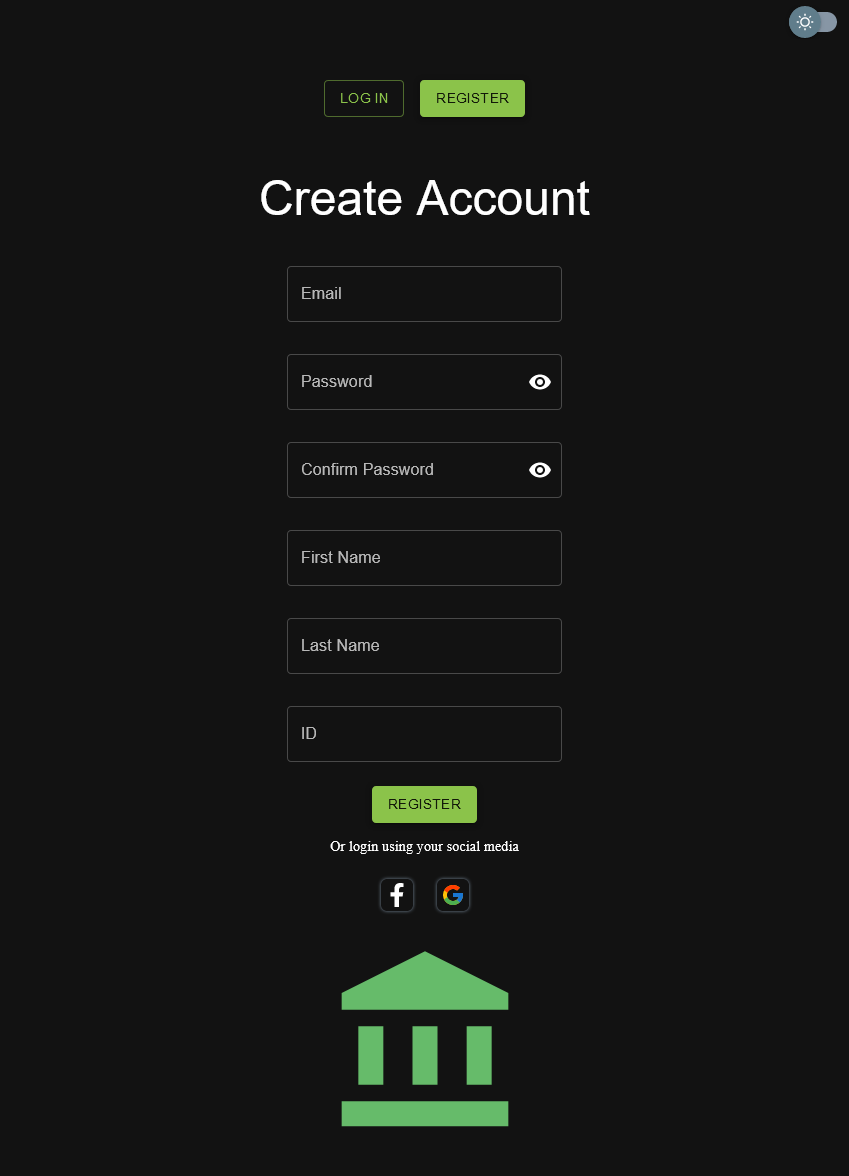 LOG IN
REGISTER
Create Account
Email
Password
Confirm Password
First Name
Last Name
ID
REGISTER
Or login using your social media